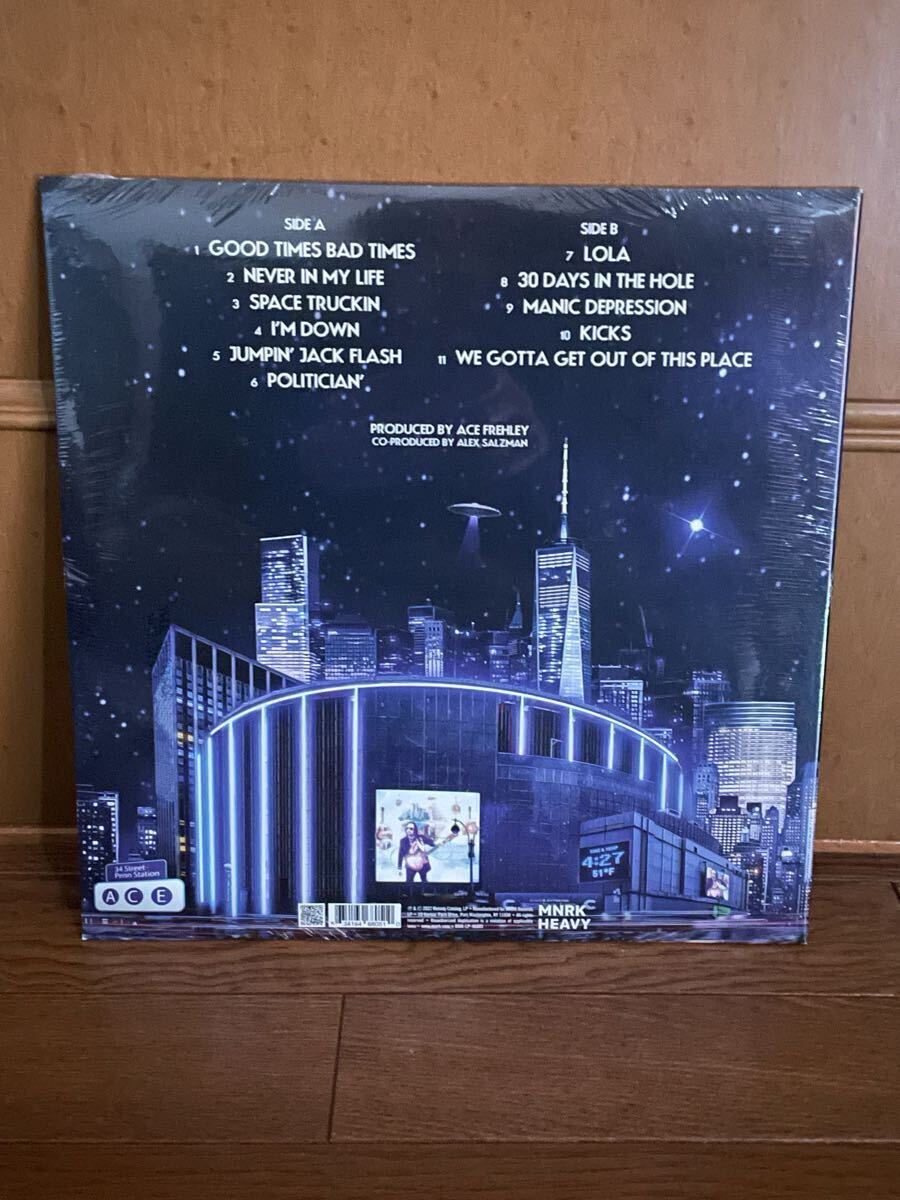 SIDE A
1 GOOD TIMES BAD TIMES
2 NEVER IN MY LIFE
3 SPACE TRUCKIN
4 I'M DOWN
5 JUMPIN' JACK FLASH
6 POLITICIAN'
SIDE B
7 LOLA
8 30 DAYS IN THE HOLE
9 MANIC DEPRESSION
10 KICKS
11 WE GOTTA GET OUT OF THIS PLACE
PRODUCED BY ACE FREHLEY
CO-PRODUCED BY ALEX SALZMAN
4:27
51°F
34 Street
Penn Station
A C E
MNRK
HEAVY